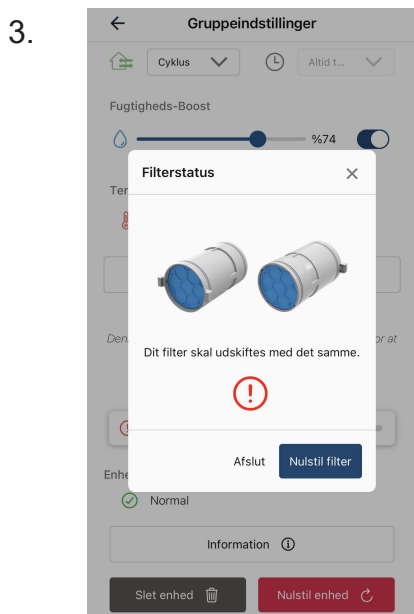 3.
Gruppeindstillinger
Cyklus
Altid t...
Fugtigheds-Boost
%74
Filterstatus
Ter
Den
or at
Dit filter skal udskiftes med det samme.
Afslut Nulstil filter
Enhe
Normal
Information
Slet enhed Nulstil enhed